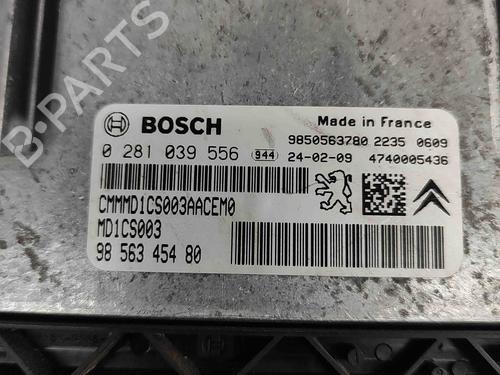 B-PARTS
BOSCH
Made in France
9850563780 2235 0609
0 281 039 556 944 24-02-09 4740005436
CMMMD1CS003AACEM0
MD1CS003
98 563 454 80